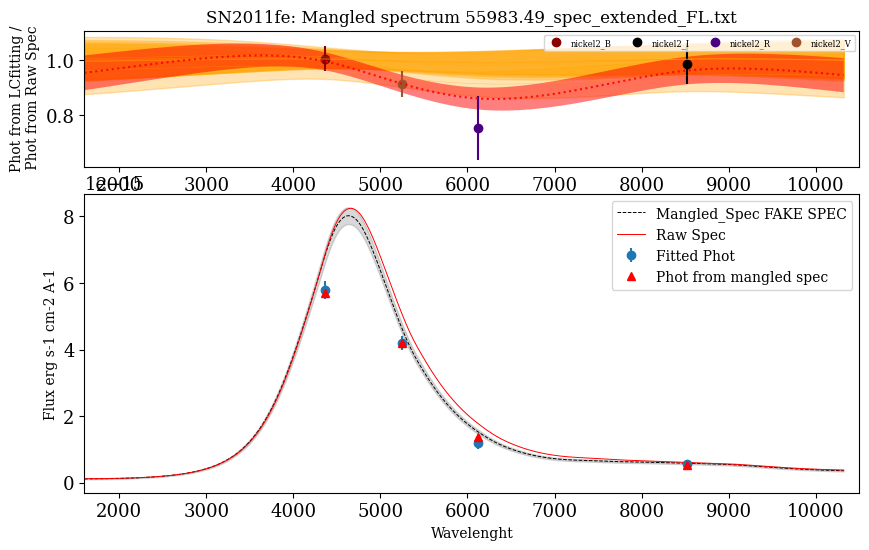 SN2011fe: Mangled spectrum 55983.49_spec_extended_FL.txt
Phot from LCfitting /
Phot from Raw Spec
1.0
0.8
nickel2_B
nickel2_I
nickel2_R
nickel2_V
2000 3000 4000 5000 6000 7000 8000 9000 10000
1e−15
Flux erg s-1 cm-2 A-1
8
6
4
2
0
Mangled_Spec FAKE SPEC
Raw Spec
Fitted Phot
Phot from mangled spec
2000 3000 4000 5000 6000 7000 8000 9000 10000
Wavelenght